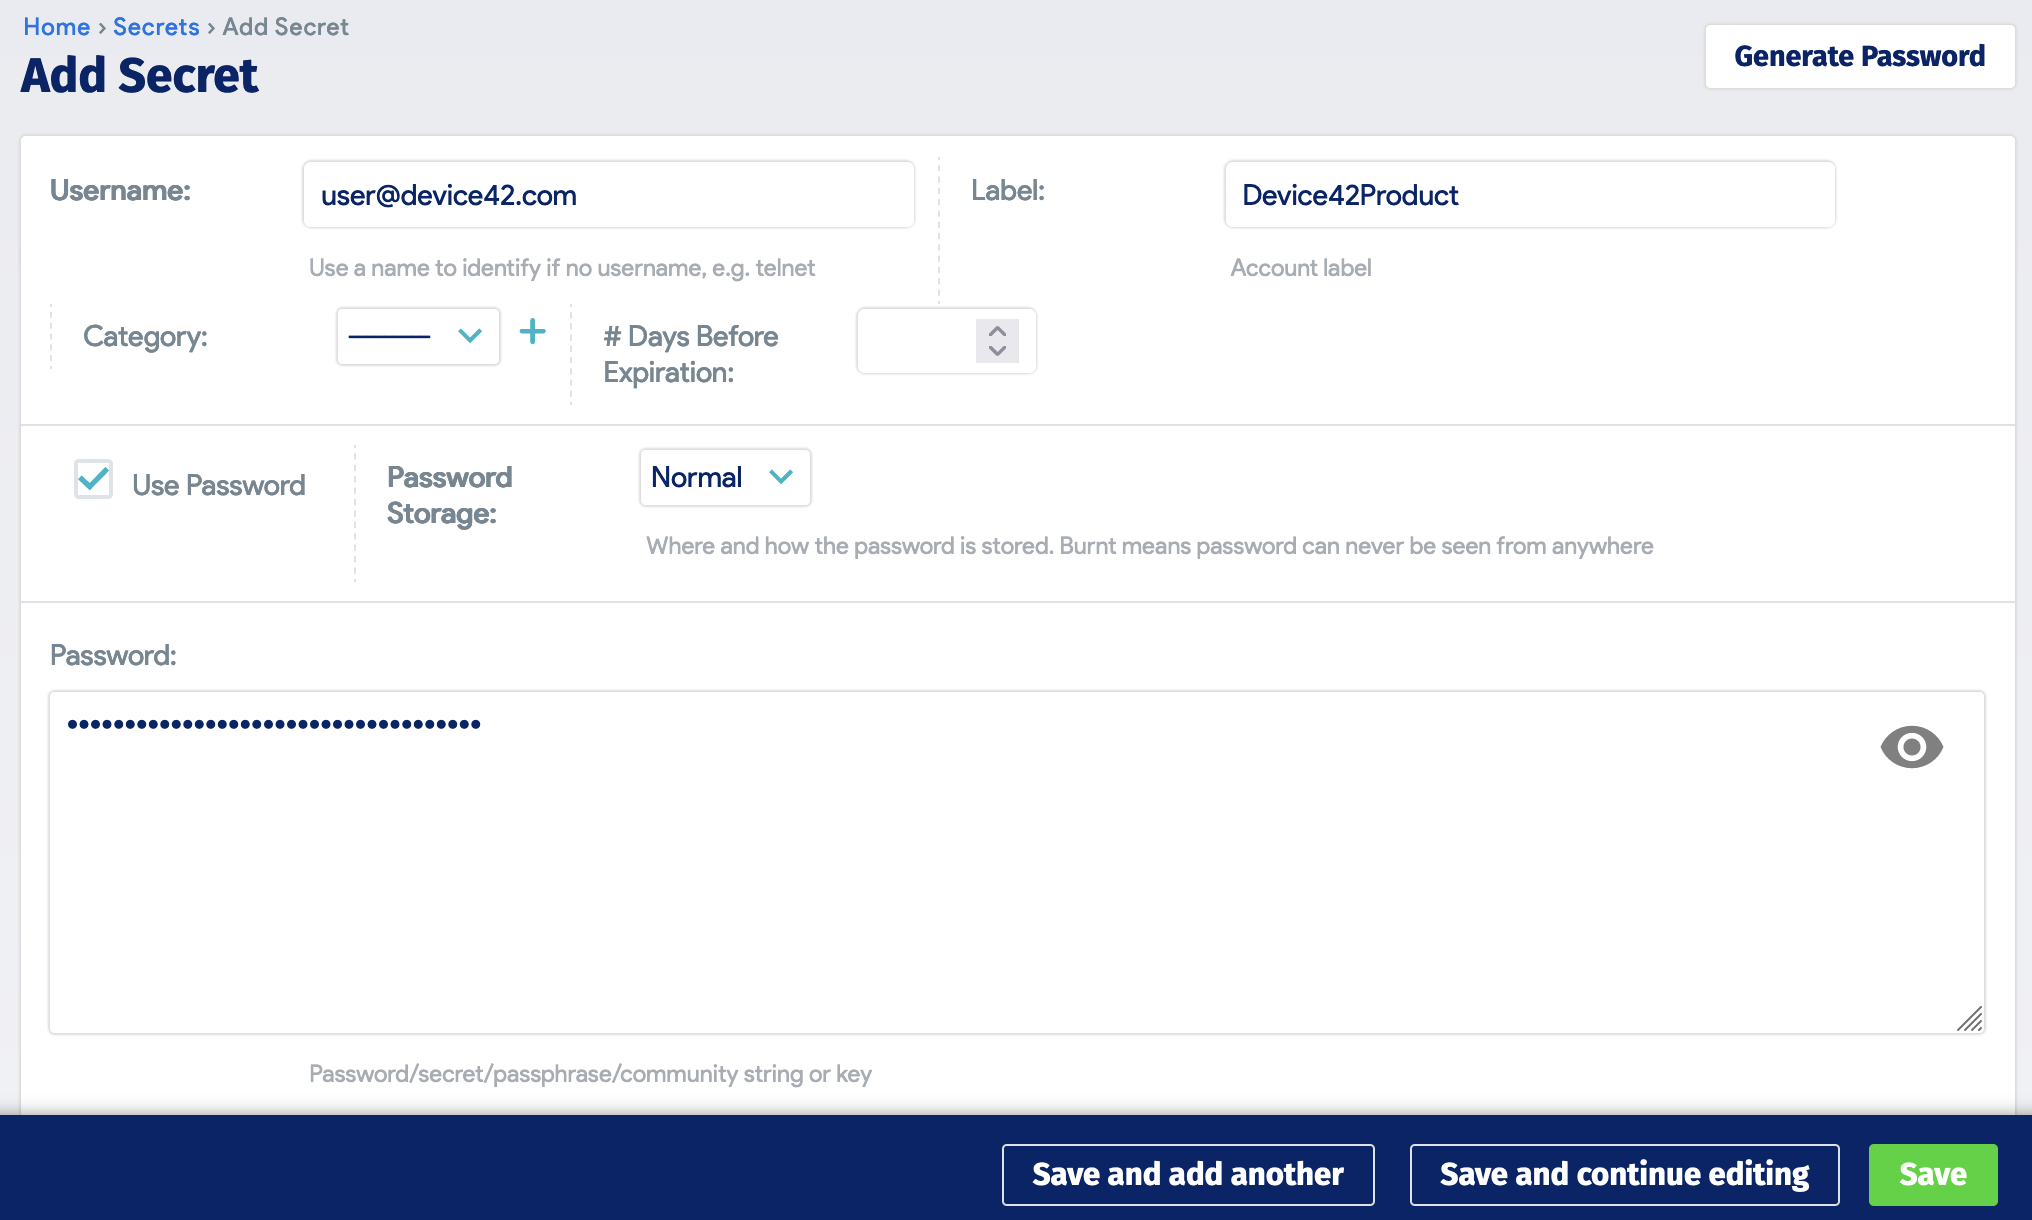 Home › Secrets › Add Secret
Add Secret
Generate Password
Username:
user@device42.com
Use a name to identify if no username, e.g. telnet
Label:
Device42Product
Account label
Category:
# Days Before
Expiration:
Use Password
Password
Storage:
Normal
Where and how the password is stored. Burnt means password can never be seen from anywhere
Password:
••••••••••••••••••••••••••••••••••••
Password/secret/passphrase/community string or key
Save and add another
Save and continue editing
Save